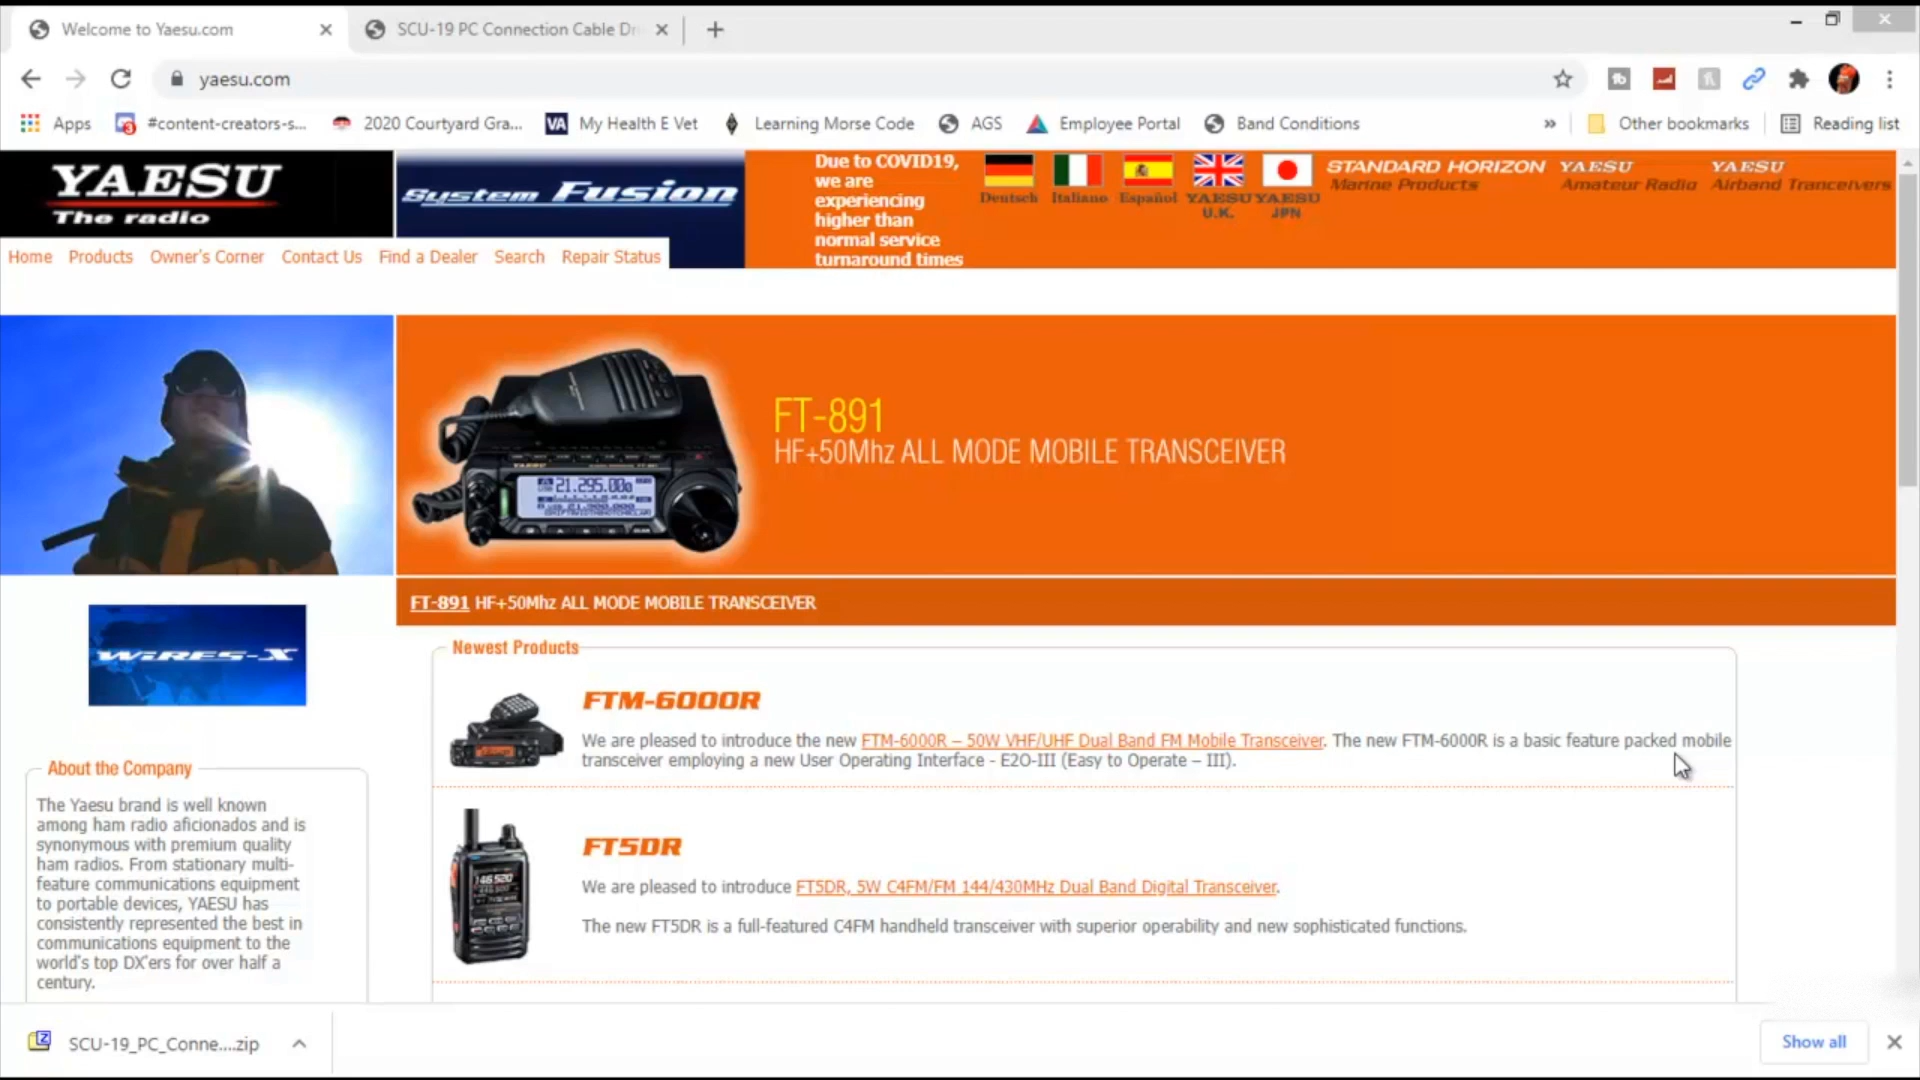 Welcome to Yaesu.com
SCU-19 PC Connection Cable Dri
yaesu.com
Apps
#content-creators-s...
2020 Courtyard Gra...
VA
My Health E Vet
Learning Morse Code
AGS
Employee Portal
Band Conditions
»
Other bookmarks
Reading list
YAESU
The radio
System Fusion
Due to COVID19,
we are
experiencing
higher than
normal service
turnaround times
Deutsch
Italiano
Español
YAESU
U.K.
YAESU
JPN
STANDARD HORIZON
Marine Products
YAESU
Amateur Radio
YAESU
Airband Tranceivers
Home
Products
Owner's Corner
Contact Us
Find a Dealer
Search
Repair Status
FT-891
HF+50Mhz ALL MODE MOBILE TRANSCEIVER
YAESU
21.295.00
FT-891 HF+50Mhz ALL MODE MOBILE TRANSCEIVER
WiRES-X
Newest Products
FTM-6000R
We are pleased to introduce the new FTM-6000R – 50W VHF/UHF Dual Band FM Mobile Transceiver. The new FTM-6000R is a basic feature packed mobile
transceiver employing a new User Operating Interface - E2O-III (Easy to Operate – III).
About the Company
The Yaesu brand is well known
among ham radio aficionados and is
synonymous with premium quality
ham radios. From stationary multi-
feature communications equipment
to portable devices, YAESU has
consistently represented the best in
communications equipment to the
world's top DX'ers for over half a
century.
FT5DR
We are pleased to introduce FT5DR, 5W C4FM/FM 144/430MHz Dual Band Digital Transceiver.
The new FT5DR is a full-featured C4FM handheld transceiver with superior operability and new sophisticated functions.
146.520
SCU-19_PC_Conne....zip
Show all